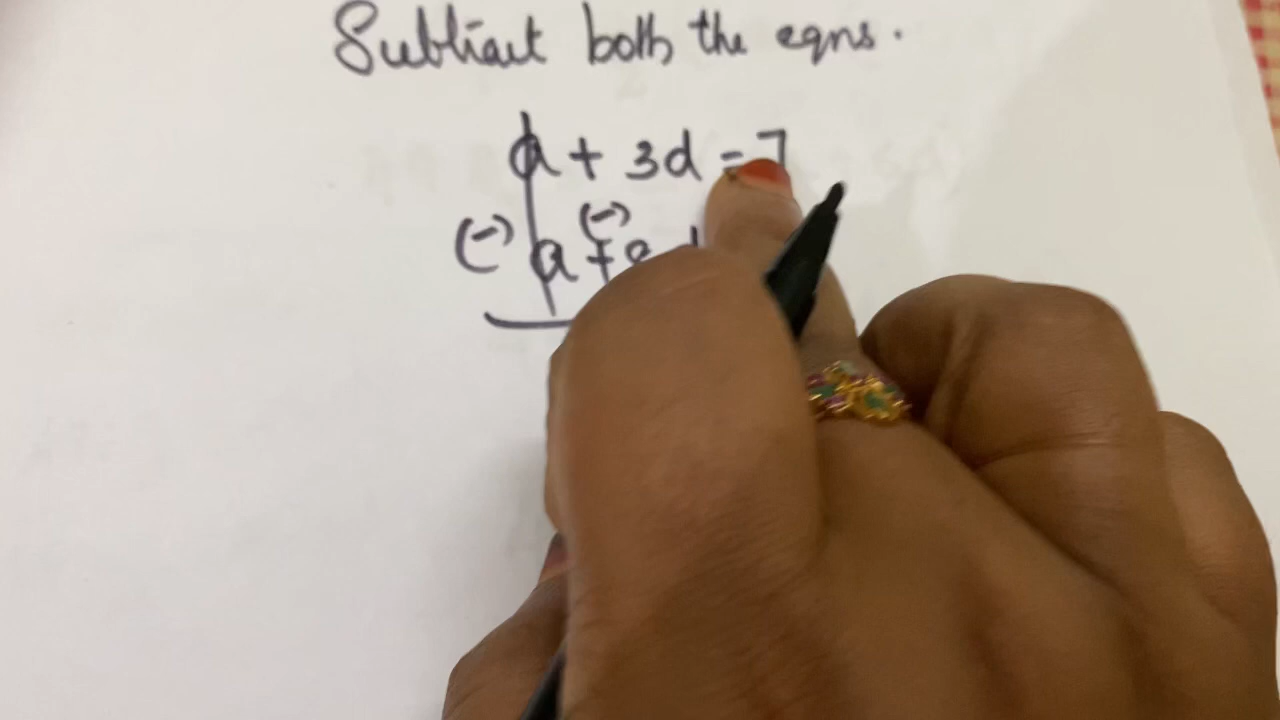 Subtract both the eqns.
a + 3d = 7
(-) (-)
a +